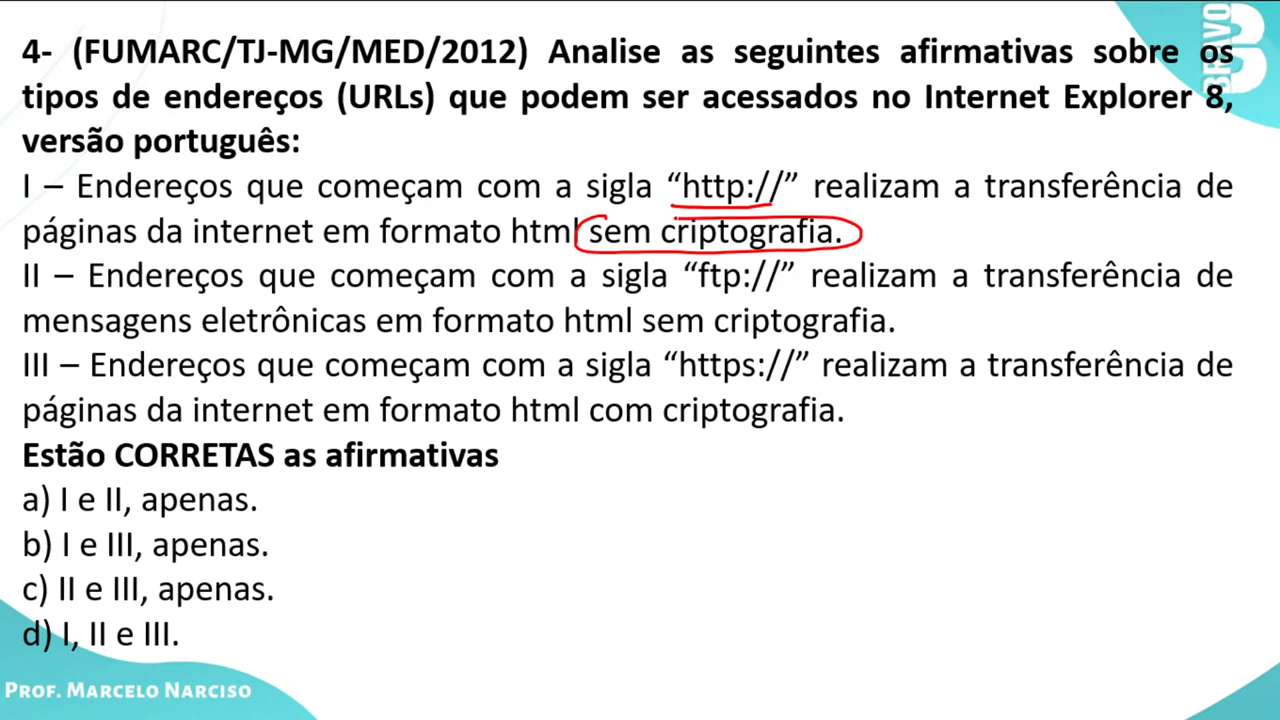 4- (FUMARC/TJ-MG/MED/2012) Analise as seguintes afirmativas sobre os
tipos de endereços (URLs) que podem ser acessados no Internet Explorer 8,
versão português:
I – Endereços que começam com a sigla “http://” realizam a transferência de
páginas da internet em formato html sem criptografia.
II – Endereços que começam com a sigla “ftp://” realizam a transferência de
mensagens eletrônicas em formato html sem criptografia.
III – Endereços que começam com a sigla “https://” realizam a transferência de
páginas da internet em formato html com criptografia.
Estão CORRETAS as afirmativas
a) I e II, apenas.
b) I e III, apenas.
c) II e III, apenas.
d) I, II e III.
PROF. MARCELO NARCISO